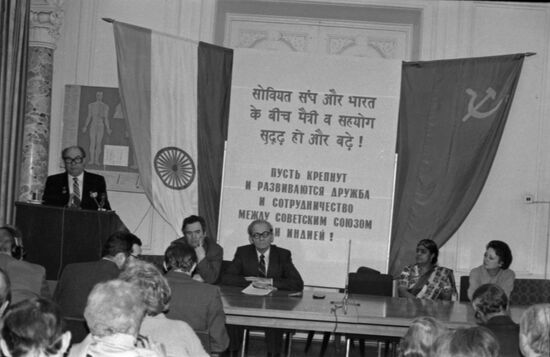 सोवियत संघ और भारत
के बीच मैत्री व सहयोग
सुदृढ़ हो और बढ़े !
ПУСТЬ КРЕПНУТ
И РАЗВИВАЮТСЯ ДРУЖБА
И СОТРУДНИЧЕСТВО
МЕЖДУ СОВЕТСКИМ СОЮЗОМ
И ИНДИЕЙ !